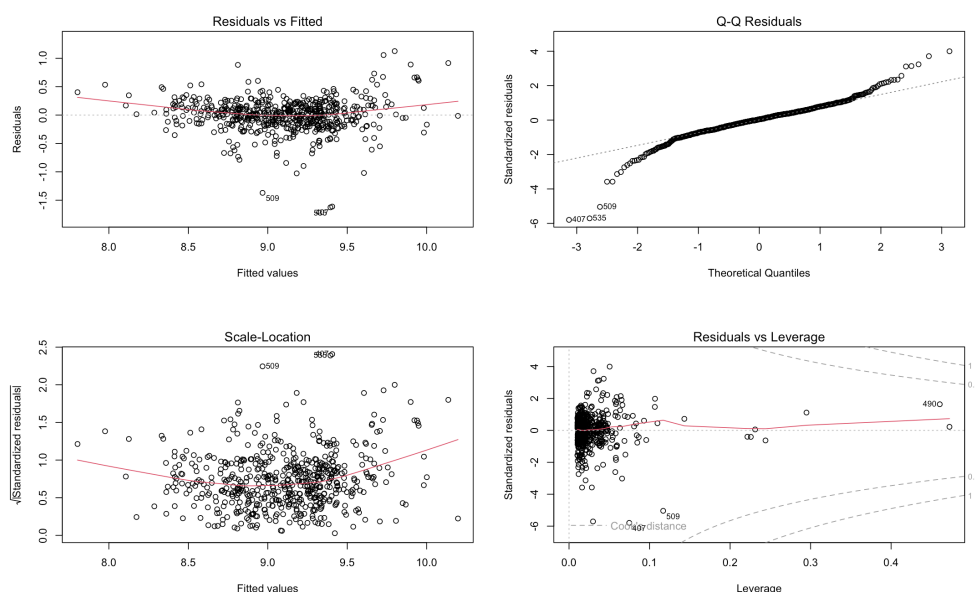 Residuals vs Fitted
Residuals
1.0
0.5
0.0
-0.5
-1.0
-1.5
509
8.0 8.5 9.0 9.5 10.0
Fitted values
Q-Q Residuals
Standardized residuals
4
2
0
-2
-4
-6
509
407 535
-3 -2 -1 0 1 2 3
Theoretical Quantiles
Scale-Location
√|Standardized residuals|
2.5
2.0
1.5
1.0
0.5
0.0
509
8.0 8.5 9.0 9.5 10.0
Fitted values
Residuals vs Leverage
Standardized residuals
4
2
0
-2
-4
-6
1
0.
490
0.
1
509
407
Cook's distance
0.0 0.1 0.2 0.3 0.4
Leverage